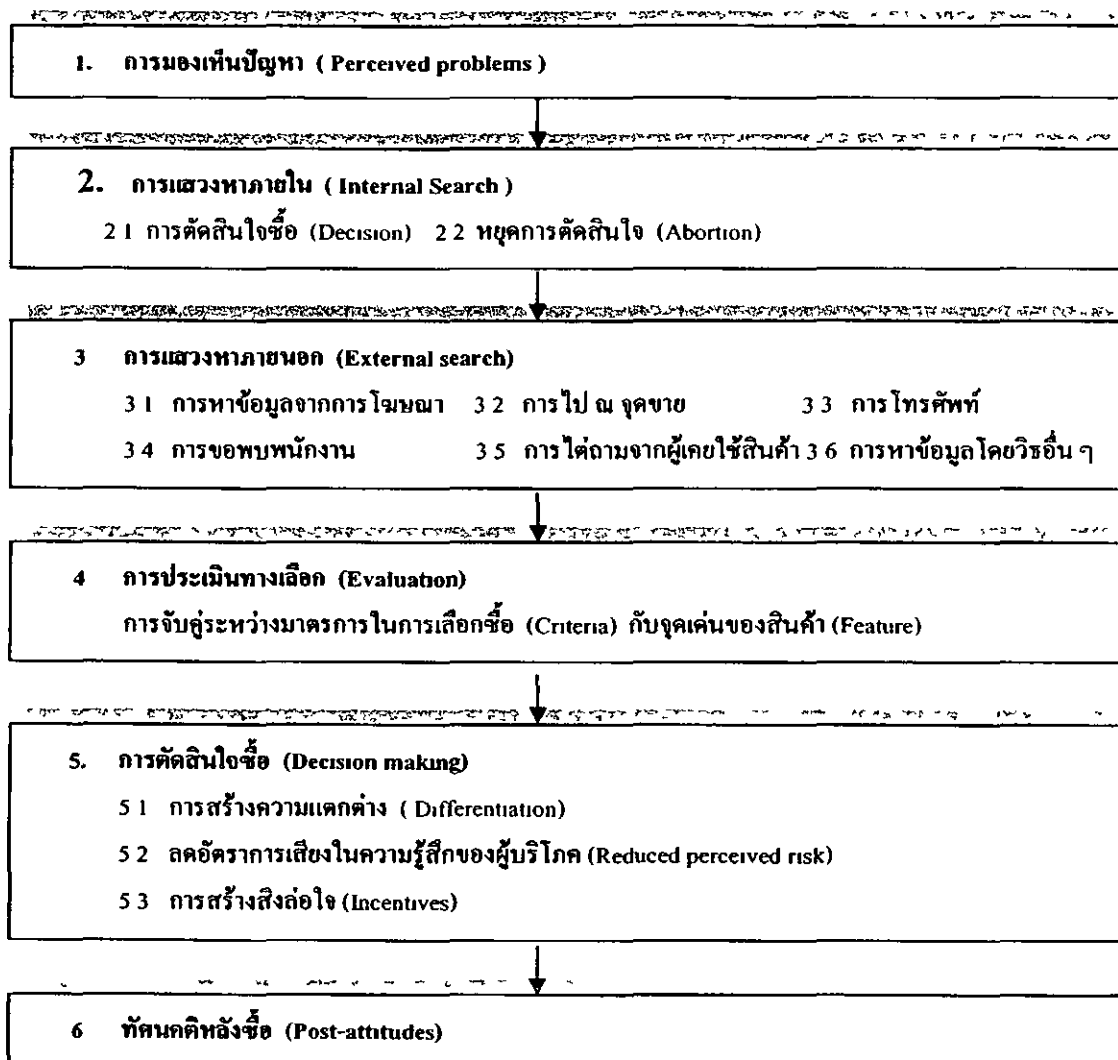 1. การมองเห็นปัญหา ( Perceived problems )
2. การแสวงหาภายใน ( Internal Search )
2 1 การตัดสินใจซื้อ (Decision) 2 2 หยุดการตัดสินใจ (Abortion)
3 การแสวงหาภายนอก (External search)
3 1 การหาข้อมูลจากการโฆษณา 3 2 การไป ณ จุดขาย 3 3 การโทรศัพท์
3 4 การขอพบพนักงาน 3 5 การไต่ถามจากผู้เคยใช้สินค้า 3 6 การหาข้อมูลโดยวิธอื่น ๆ
4 การประเมินทางเลือก (Evaluation)
การจับคู่ระหว่างมาตรการในการเลือกซื้อ (Criteria) กับจุดเด่นของสินค้า (Feature)
5. การตัดสินใจซื้อ (Decision making)
5 1 การสร้างความแตกต่าง ( Differentiation)
5 2 ลดอัตราการเสียงในความรู้สึกของผู้บริโภค (Reduced perceived risk)
5 3 การสร้างสิงล่อใจ (Incentives)
6 ทัศนคติหลังซื้อ (Post-attitudes)